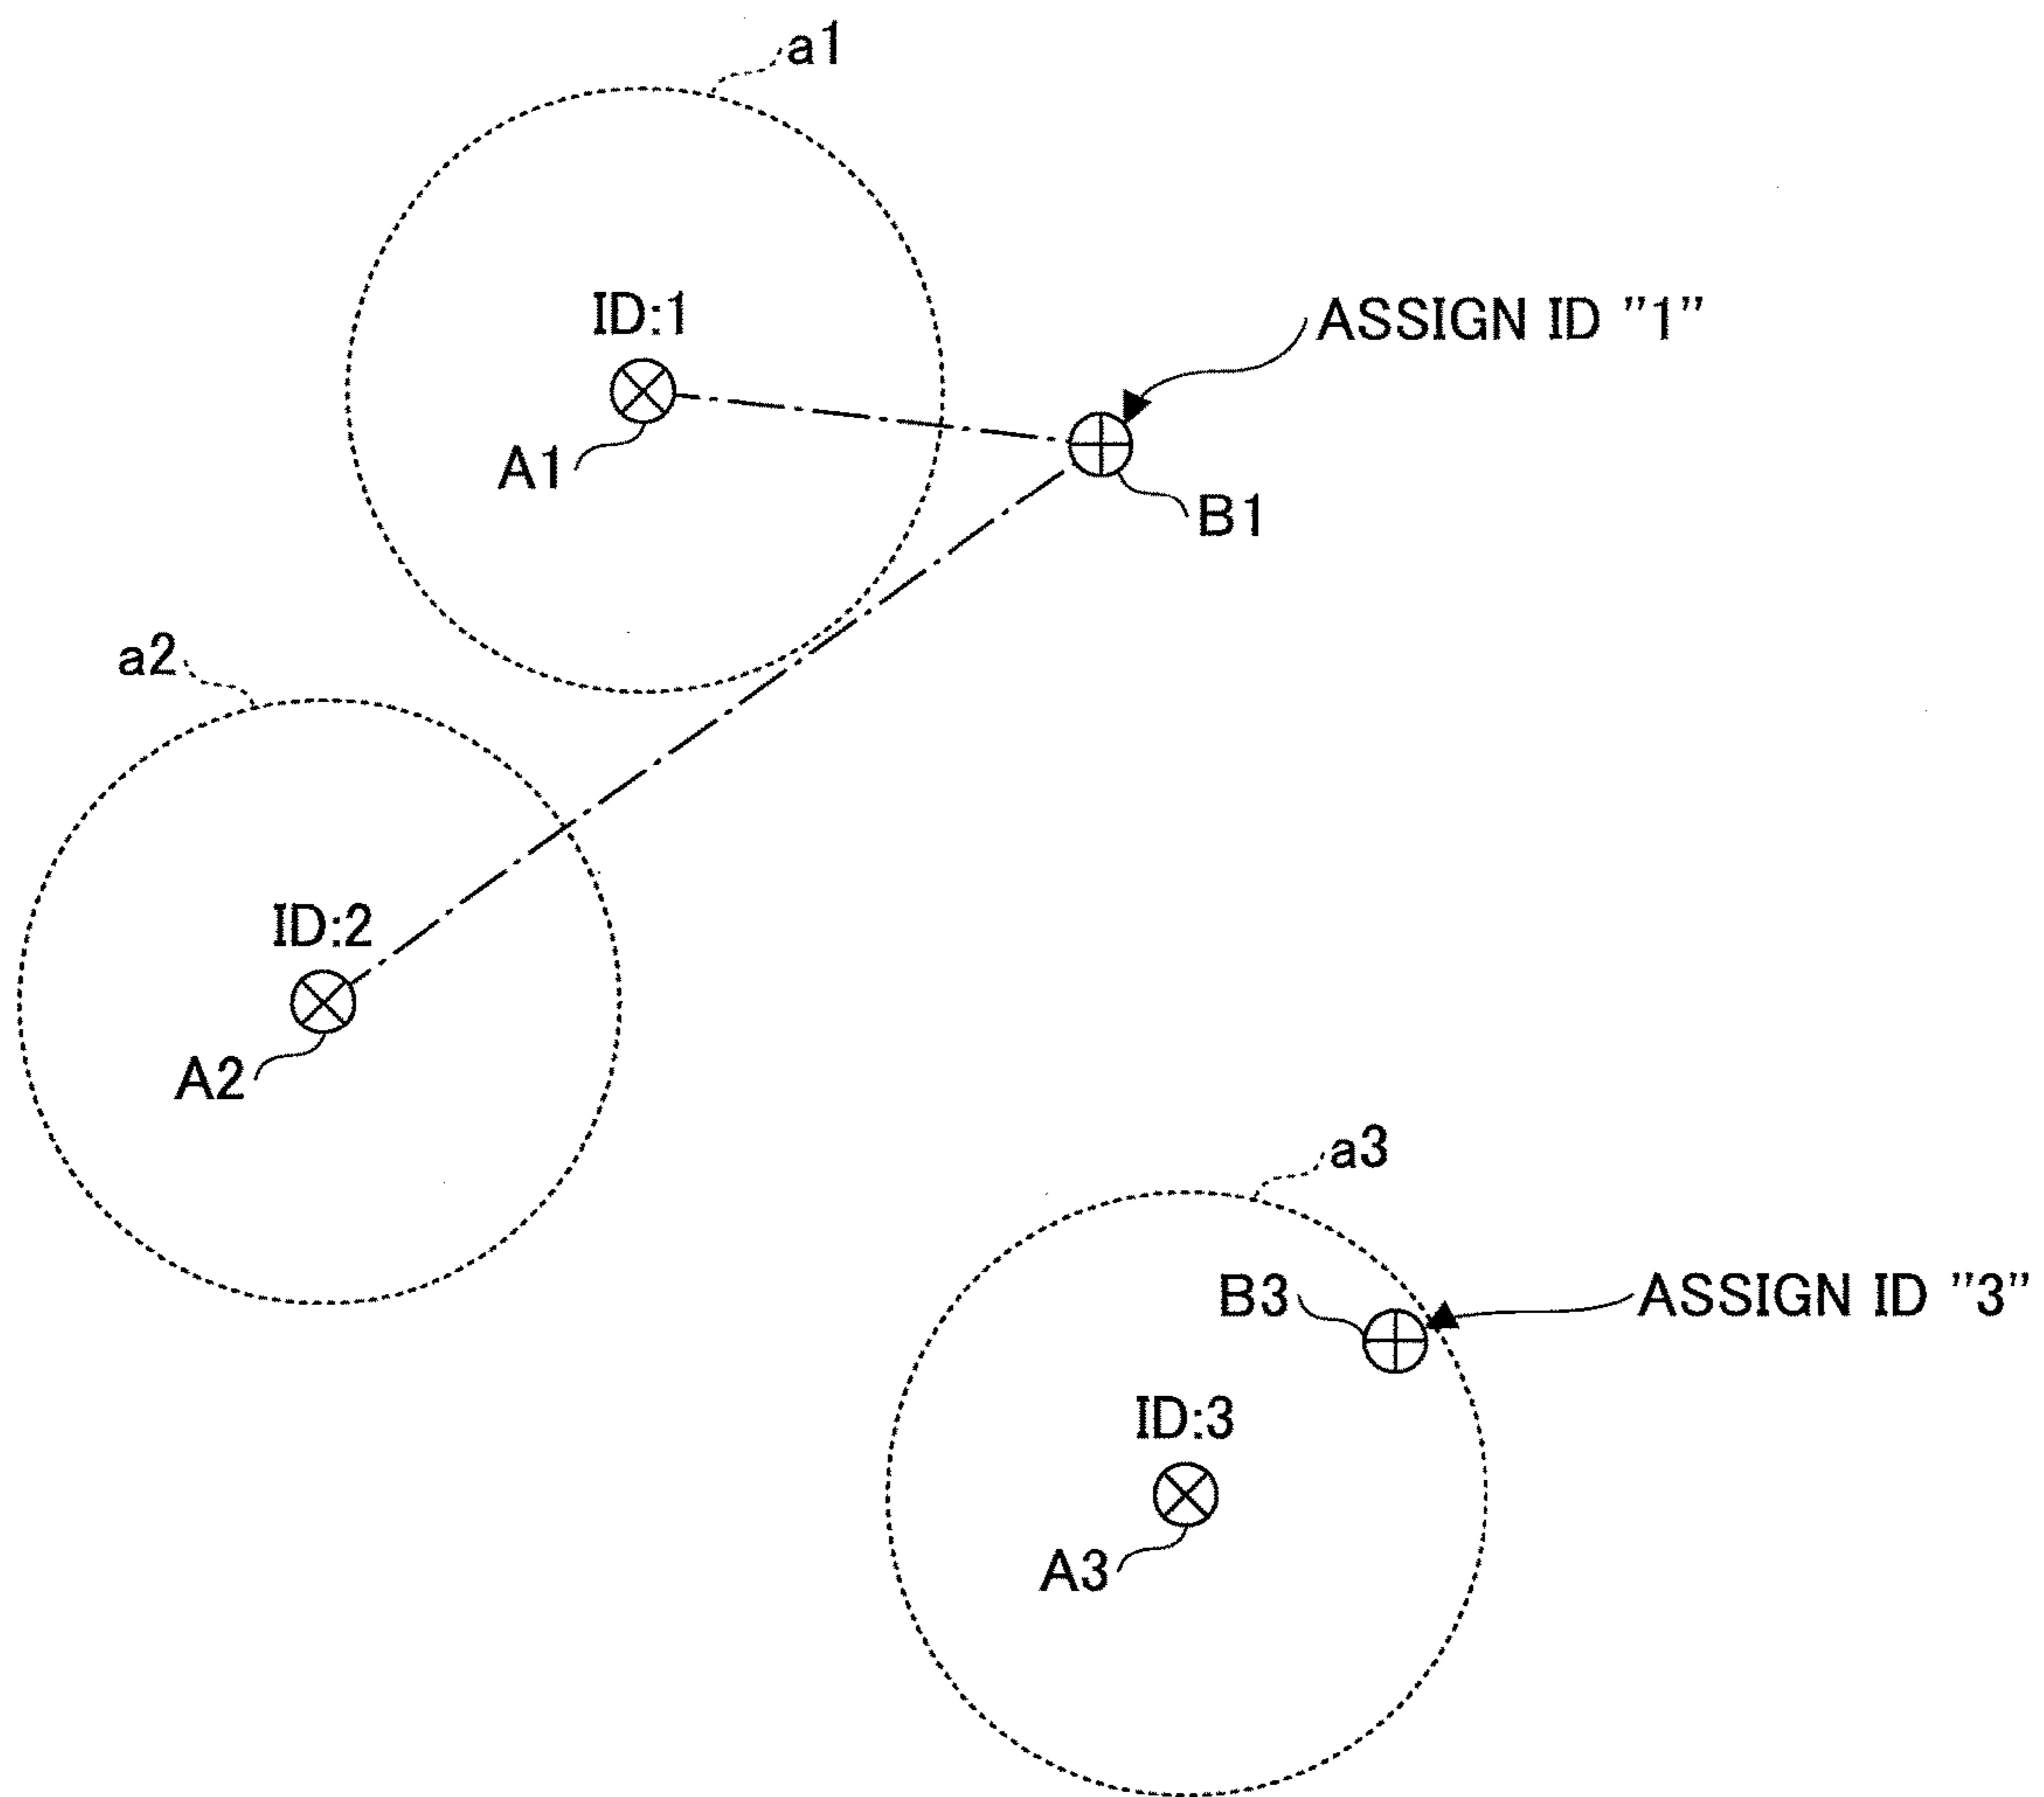 a1
ID:1
ASSIGN ID "1"
A1
B1
a2
ID:2
A2
a3
B3
ASSIGN ID "3"
ID:3
A3